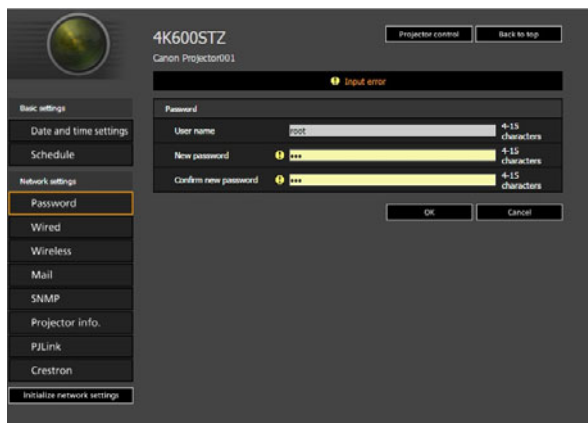 4K600STZ
Projector control
Back to top
Canon Projector001
Input error
Basic settings
Date and time settings
Schedule
Network settings
Password
Wired
Wireless
Mail
SNMP
Projector info.
PJLink
Crestron
Initialize network settings
Password
User name
root
4-15
characters
New password
•••
4-15
characters
Confirm new password
•••
4-15
characters
OK
Cancel